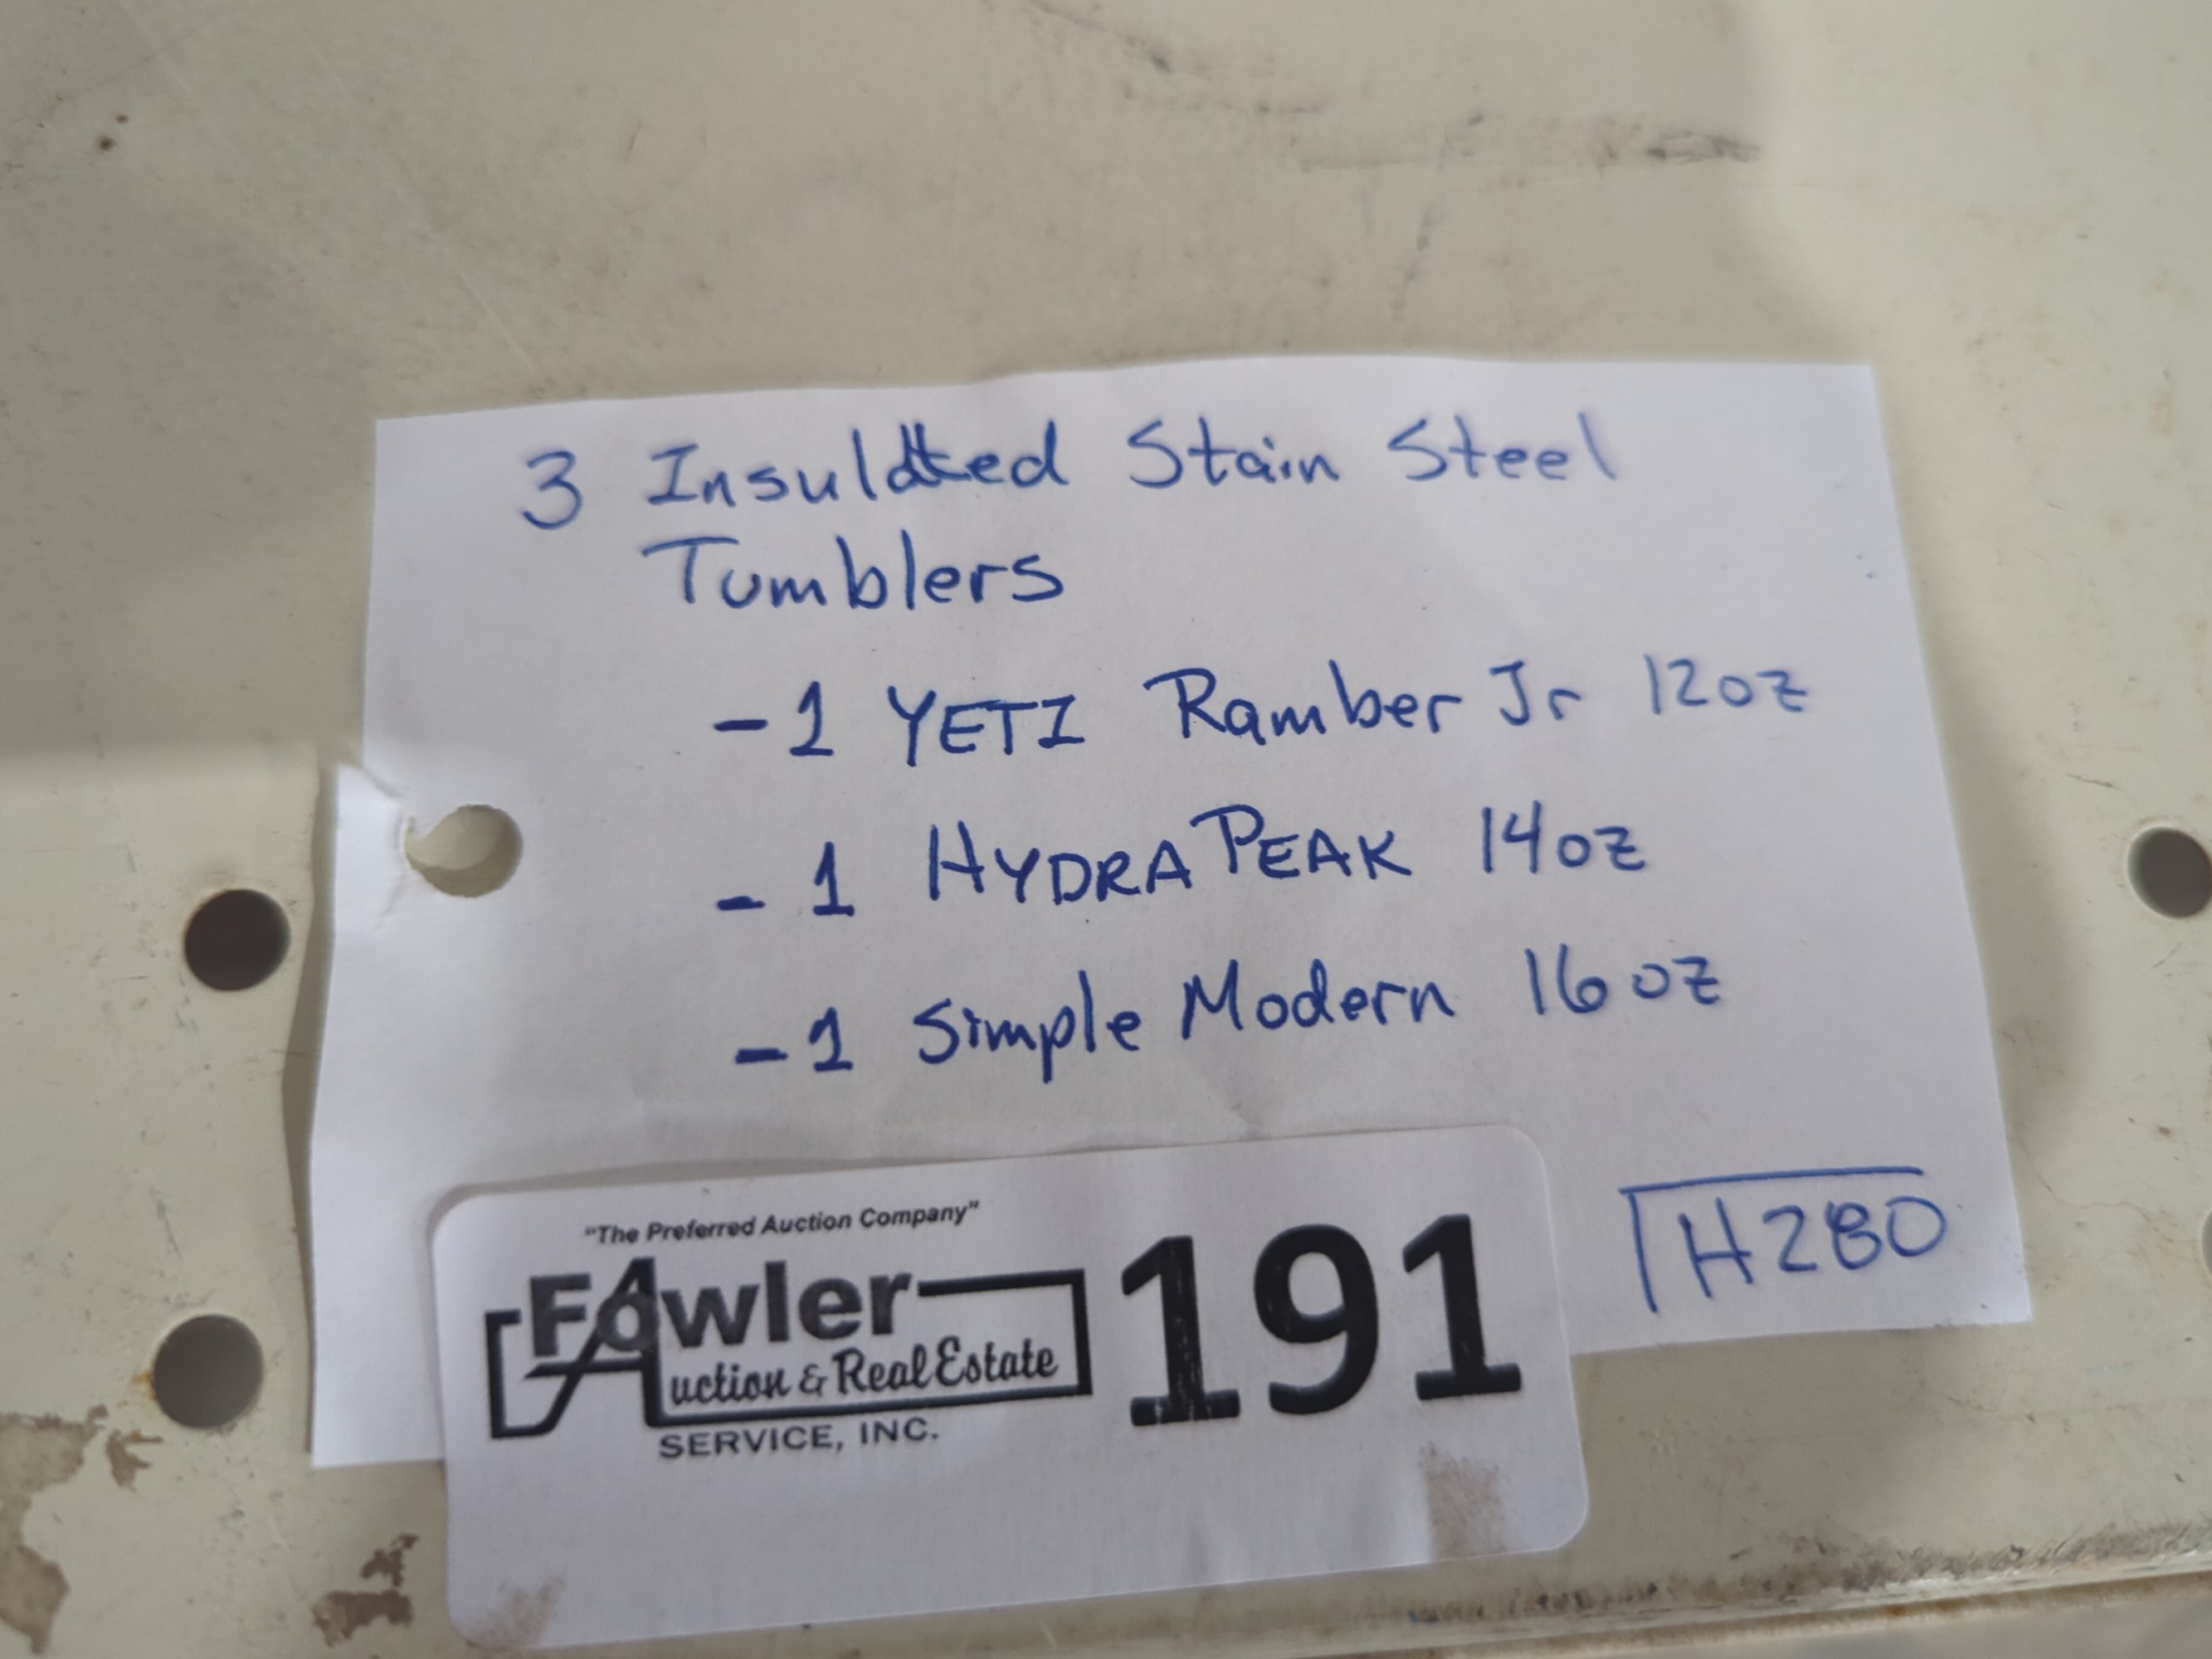 3 Insulated Stain Steel
Tumblers
- 1 YETI Ramber Jr 12oz
- 1 HYDRAPEAK 14oz
- 1 Simple Modern 16oz
H280
"The Preferred Auction Company"
Fowler
Auction & Real Estate
SERVICE, INC.
191